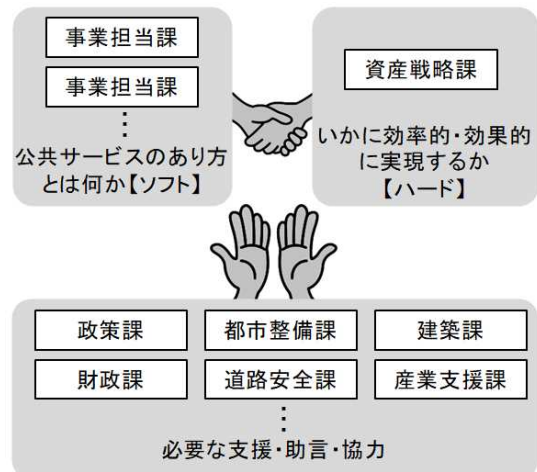 事業担当課
事業担当課
⋮
公共サービスのあり方
とは何か【ソフト】
資産戦略課
いかに効率的・効果的
に実現するか
【ハード】
政策課 都市整備課 建築課
財政課 道路安全課 産業支援課
⋮
必要な支援・助言・協力